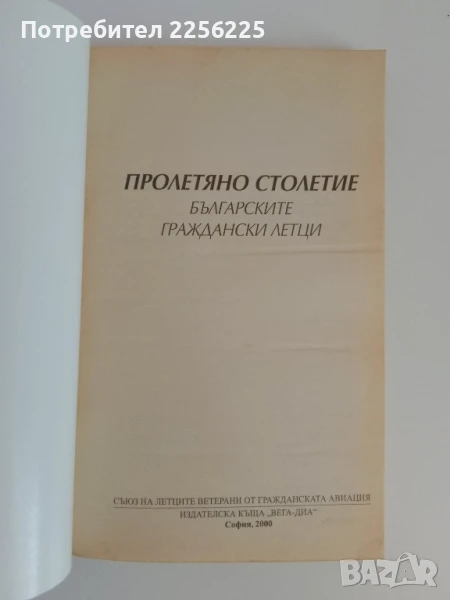 Потребител 2256225
ПРОЛЕТЯНО СТОЛЕТИЕ
БЪЛГАРСКИТЕ
ГРАЖДАНСКИ ЛЕТЦИ
СЪЮЗ НА ЛЕТЦИТЕ ВЕТЕРАНИ ОТ ГРАЖДАНСКАТА АВИАЦИЯ
ИЗДАТЕЛСКА КЪЩА „ВЕГА-ДИА“
София, 2000
BAZAR